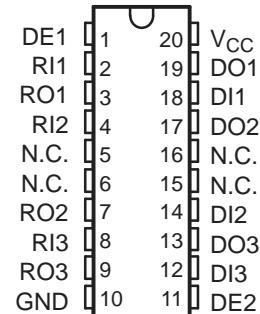 DE1 1 20 VCC
RI1 2 19 DO1
RO1 3 18 DI1
RI2 4 17 DO2
N.C. 5 16 N.C.
N.C. 6 15 N.C.
RO2 7 14 DI2
RI3 8 13 DO3
RO3 9 12 DI3
GND 10 11 DE2